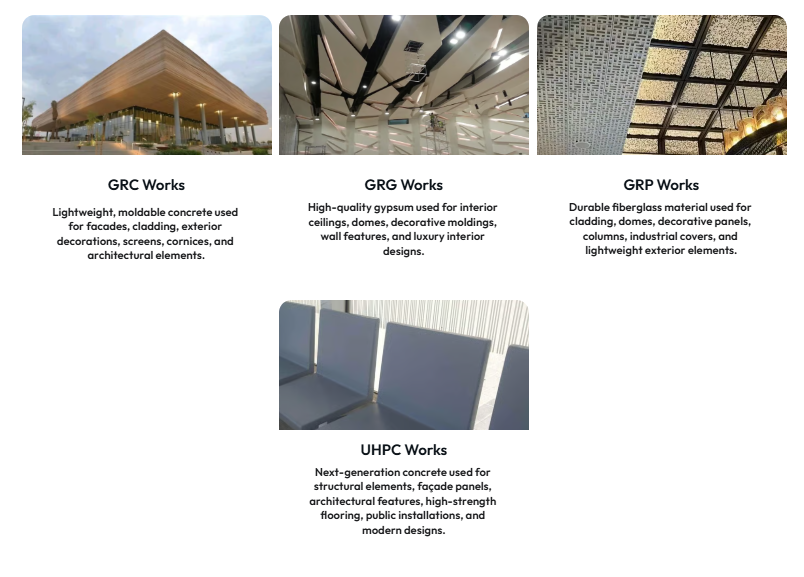 GRC Works
Lightweight, moldable concrete used
for facades, cladding, exterior
decorations, screens, cornices, and
architectural elements.
GRG Works
High-quality gypsum used for interior
ceilings, domes, decorative moldings,
wall features, and luxury interior
designs.
GRP Works
Durable fiberglass material used for
cladding, domes, decorative panels,
columns, industrial covers, and
lightweight exterior elements.
UHPC Works
Next-generation concrete used for
structural elements, façade panels,
architectural features, high-strength
flooring, public installations, and
modern designs.